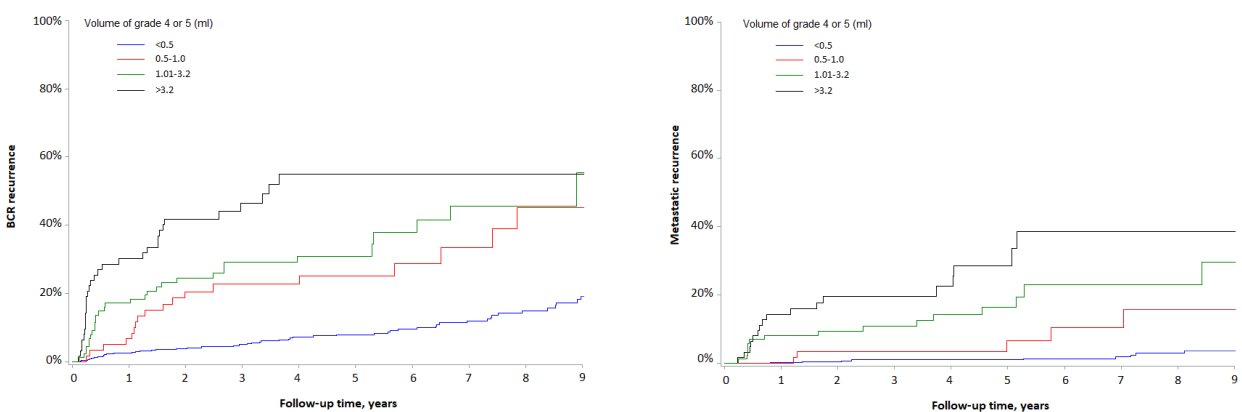 Volume of grade 4 or 5 (ml)
<0.5
0.5-1.0
1.01-3.2
>3.2
100%
80%
60%
40%
20%
0%
BCR recurrence
0 1 2 3 4 5 6 7 8 9
Follow-up time, years
Volume of grade 4 or 5 (ml)
<0.5
0.5-1.0
1.01-3.2
>3.2
100%
80%
60%
40%
20%
0%
Metastatic recurrence
0 1 2 3 4 5 6 7 8 9
Follow-up time, years